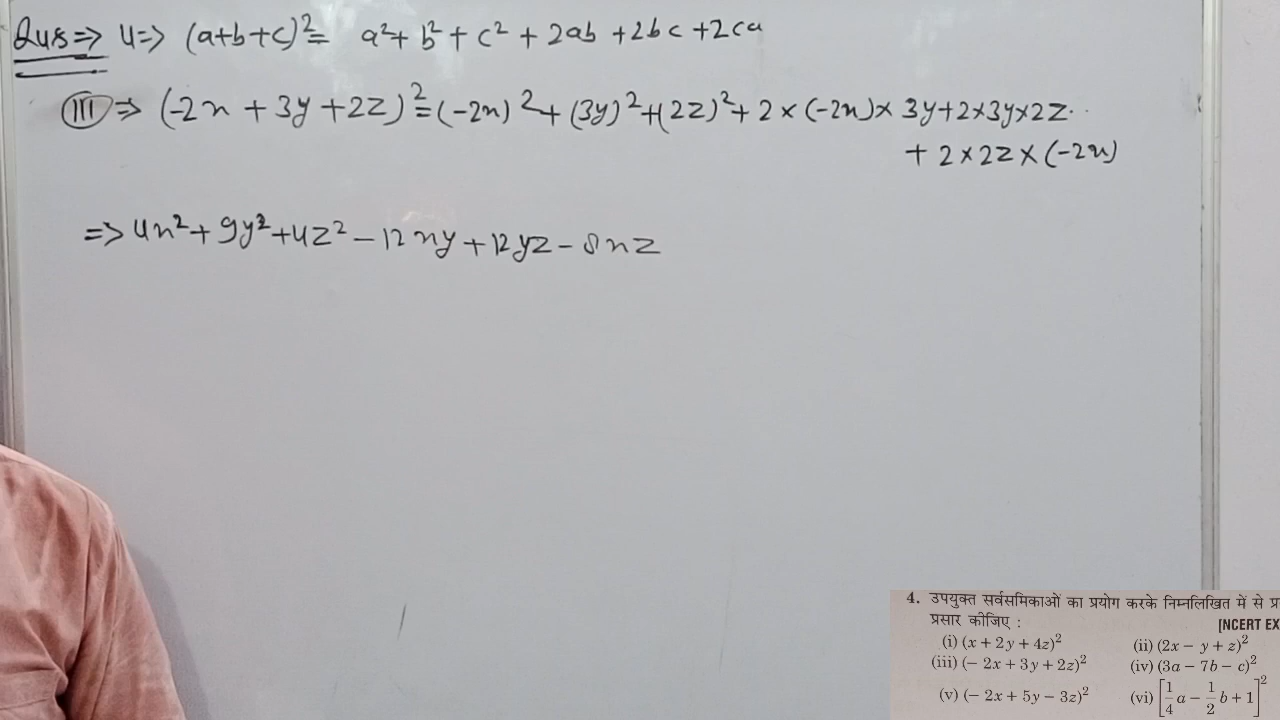 Qus⇒ 4⇒ (a+b+c)²= a²+ b²+ c² + 2ab +2bc +2ca
(III)⇒ (-2x + 3y +2z)²=(-2x)²+(3y)²+(2z)²+ 2×(-2x)× 3y+2×3y×2z..
+ 2×2z×(-2x)
⇒ 4x²+ 9y²+4z² - 12xy + 12yz - 8xz
4. उपयुक्त सर्वसमिकाओं का प्रयोग करके निम्नलिखित में से
प्रसार कीजिए : [NCERT EX
(i) (x + 2y + 4z)² (ii) (2x – y + z)²
(iii) (– 2x + 3y + 2z)² (iv) (3a – 7b – c)²
(v) (– 2x + 5y – 3z)² (vi) [1/4 a – 1/2 b + 1]²